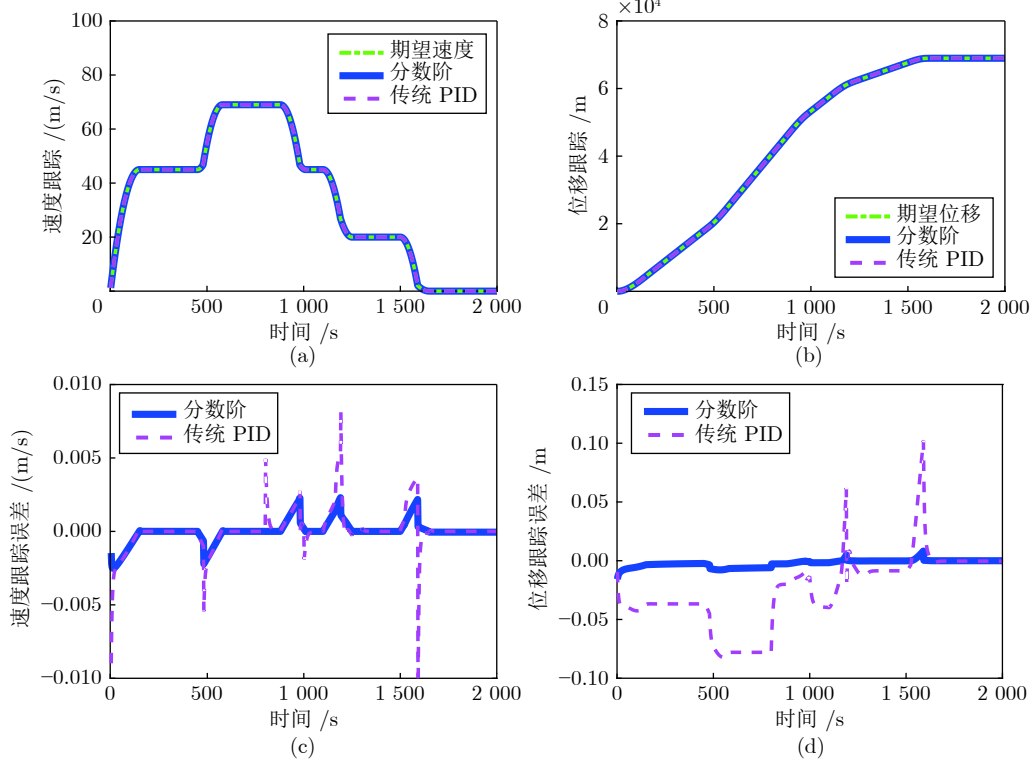 100
80
60
40
20
0
500
1 000
1 500
2 000
速度跟踪 /(m/s)
时间 /s
期望速度
分数阶
传统 PID
(a)
×10⁴
8
6
4
2
0
500
1 000
1 500
2 000
位移跟踪 /m
时间 /s
期望位移
分数阶
传统 PID
(b)
0.010
0.005
0.000
−0.005
−0.010
0
500
1 000
1 500
2 000
速度跟踪误差 /(m/s)
时间 /s
分数阶
传统 PID
(c)
0.15
0.10
0.05
0.00
−0.05
−0.10
0
500
1 000
1 500
2 000
位移跟踪误差 /m
时间 /s
分数阶
传统 PID
(d)